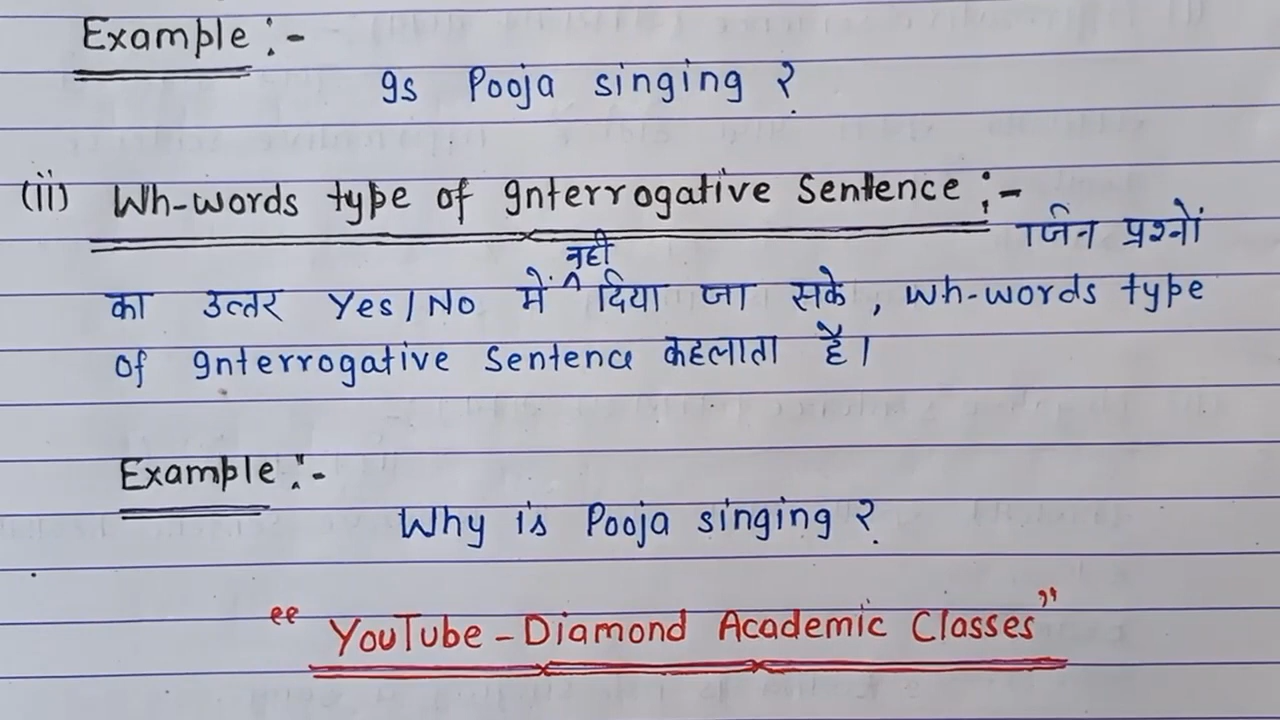 Example :-
Is Pooja singing ?
(ii) Wh-words type of Interrogative Sentence :- जिन प्रश्नों
नहीं
का उत्तर Yes/No में ^ दिया जा सके, Wh-words type
of Interrogative Sentence कहलाता है।
Example :-
Why is Pooja singing ?
“YouTube - Diamond Academic Classes”